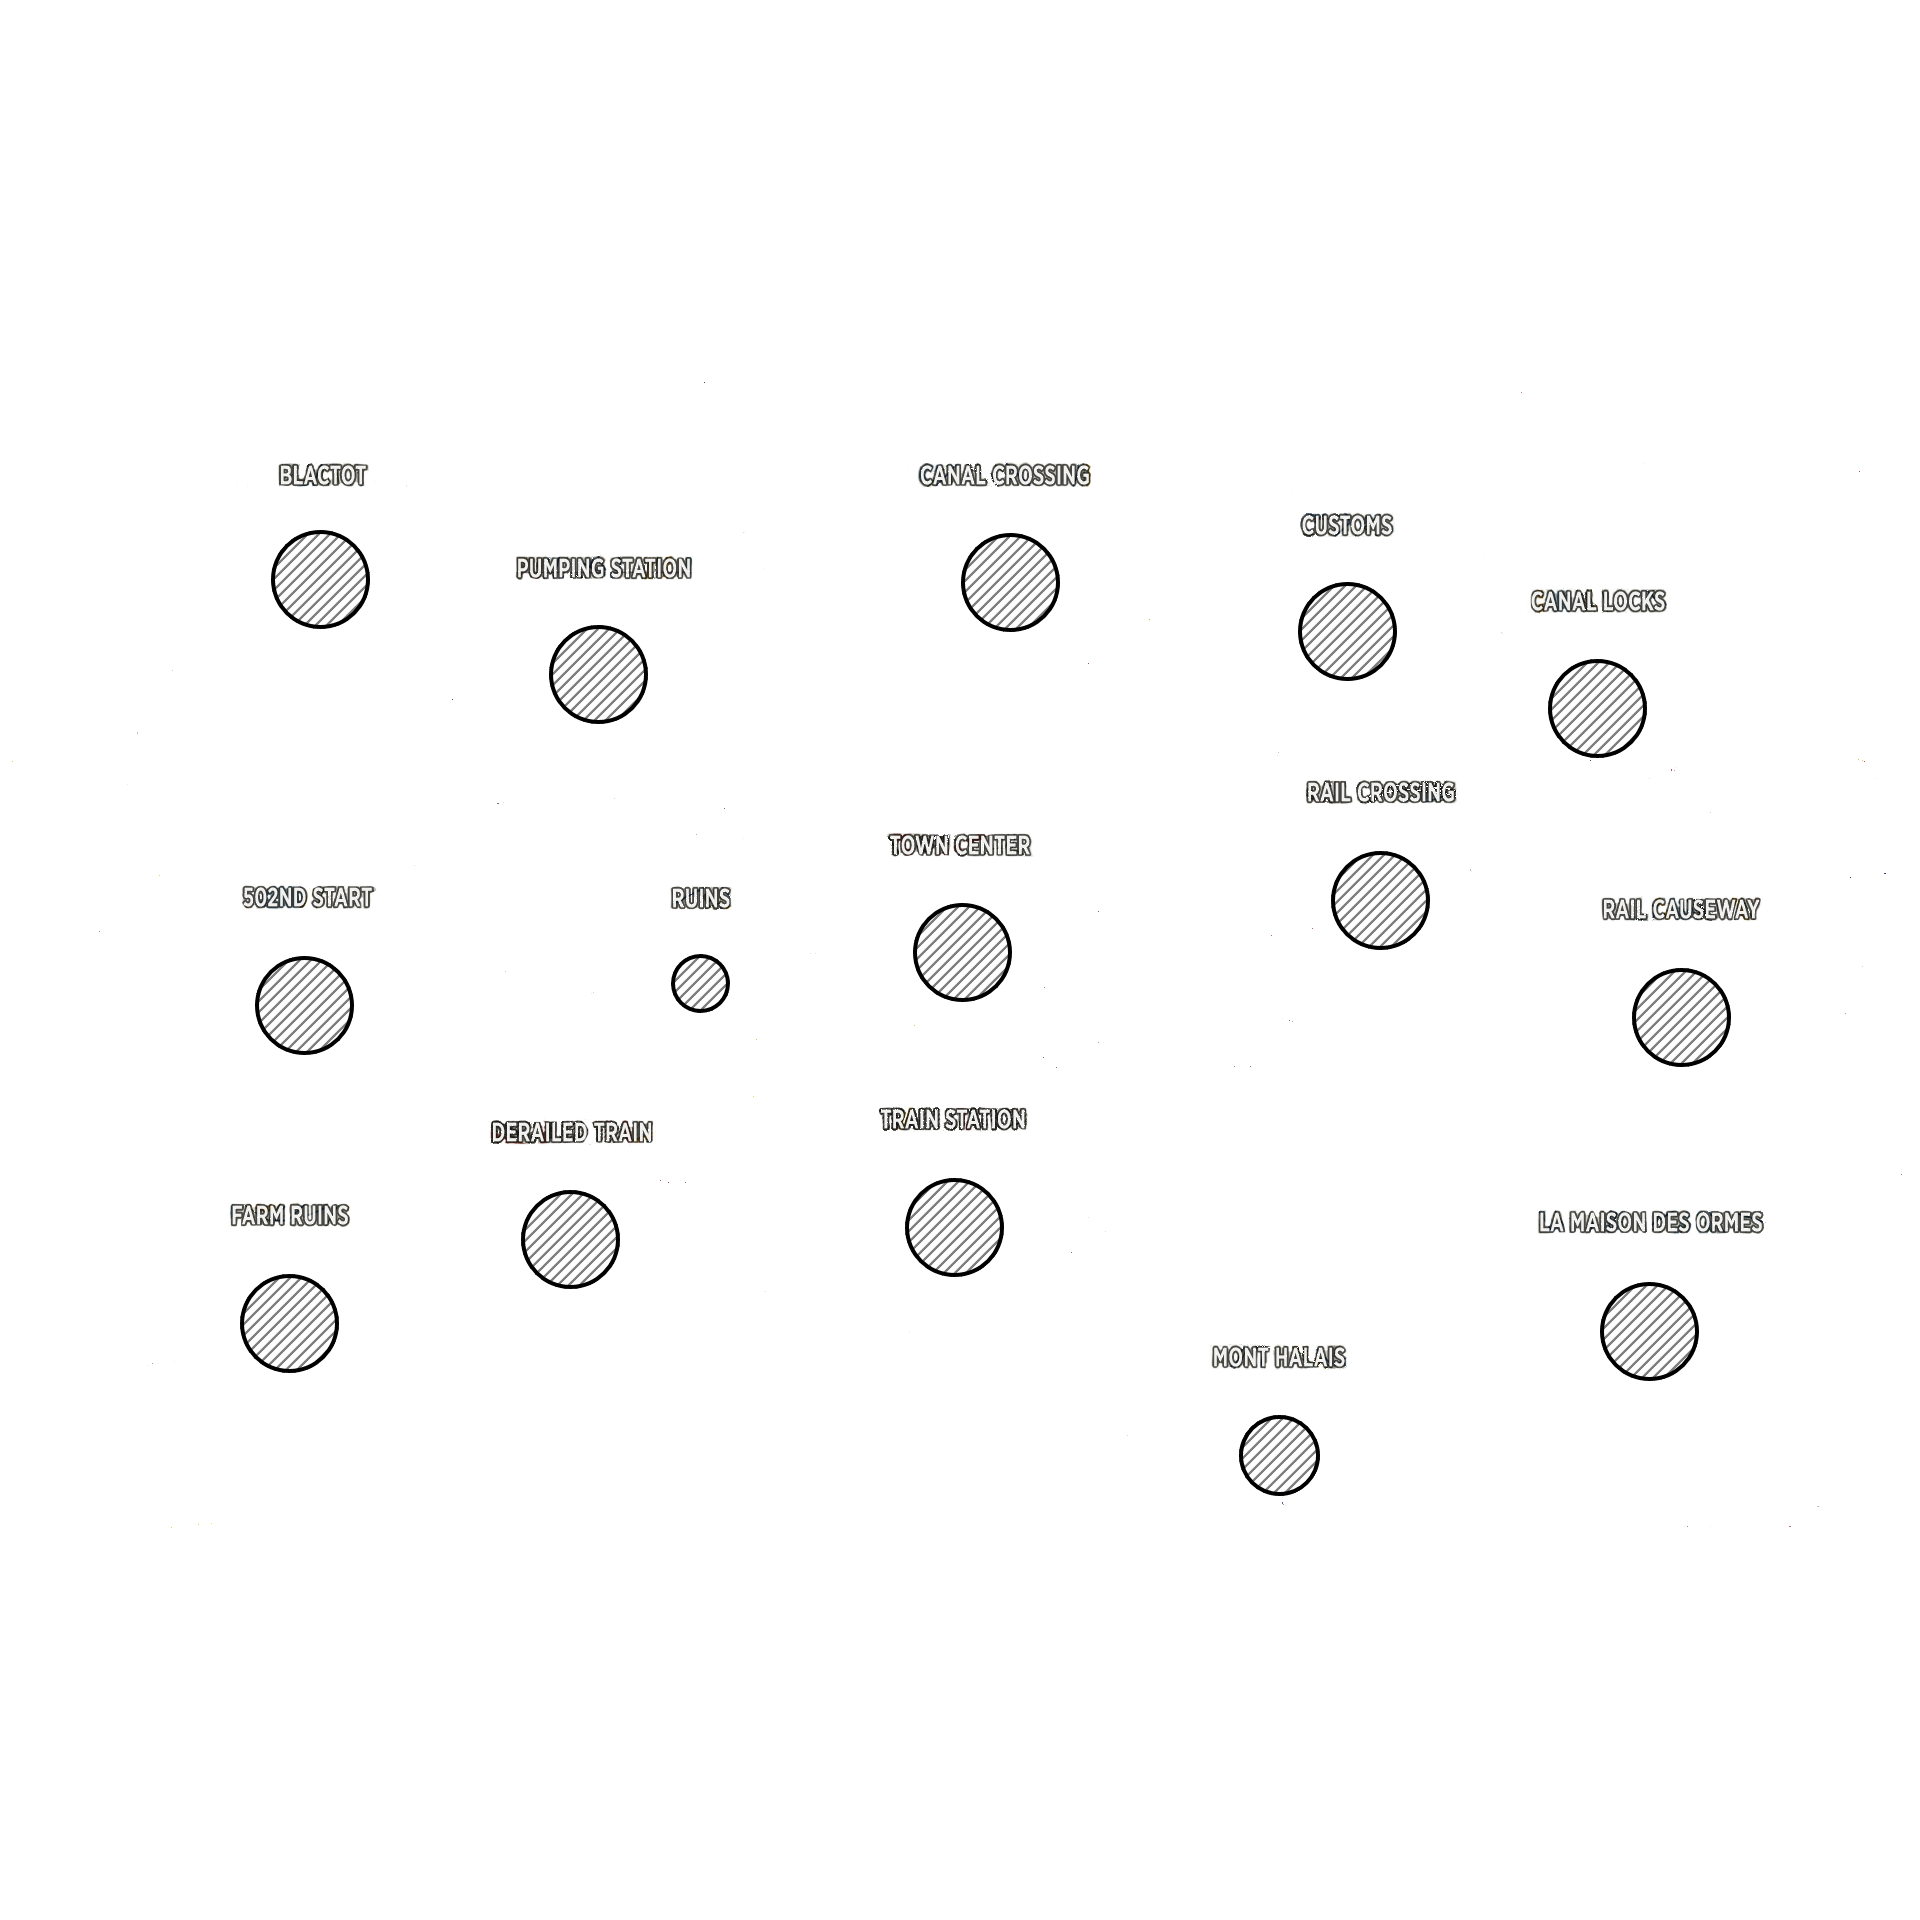 BLACTOT
CANAL CROSSING
CUSTOMS
PUMPING STATION
CANAL LOCKS
RAIL CROSSING
TOWN CENTER
502ND START
RUINS
RAIL CAUSEWAY
TRAIN STATION
DERAILED TRAIN
FARM RUINS
LA MAISON DES ORMES
MONT HALAIS